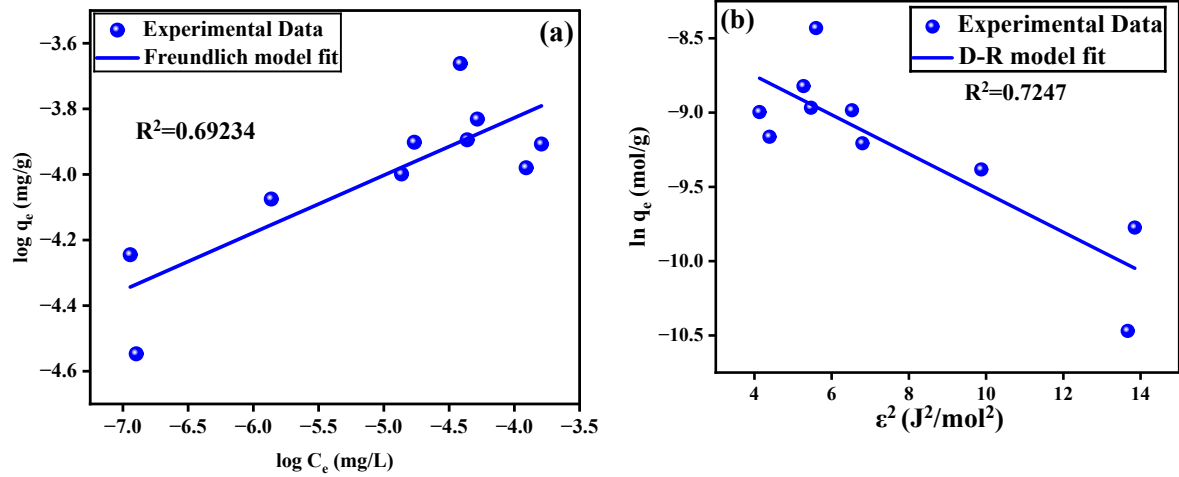 (a)
Experimental Data
Freundlich model fit
R²=0.69234
−3.6
−3.8
−4.0
−4.2
−4.4
−4.6
log qₑ (mg/g)
−7.0 −6.5 −6.0 −5.5 −5.0 −4.5 −4.0 −3.5
log Cₑ (mg/L)
(b)
Experimental Data
D-R model fit
R²=0.7247
−8.5
−9.0
−9.5
−10.0
−10.5
ln qₑ (mol/g)
4 6 8 10 12 14
ε² (J²/mol²)